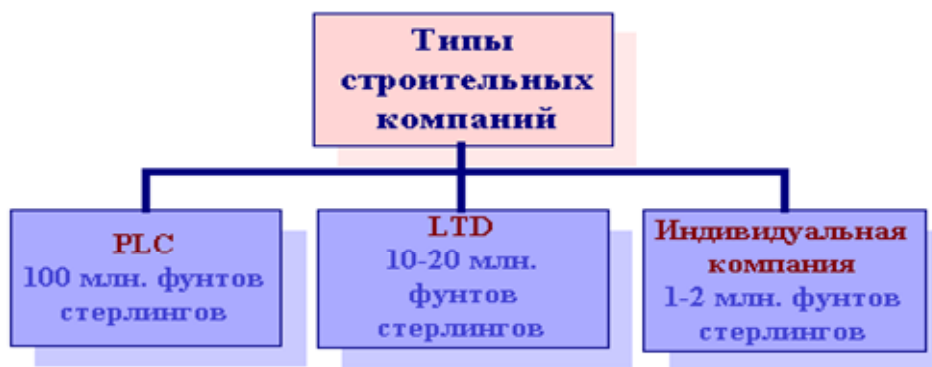 Типы
строительных
компаний
PLC
100 млн. фунтов
стерлингов
LTD
10-20 млн.
фунтов
стерлингов
Индивидуальная
компания
1-2 млн. фунтов
стерлингов